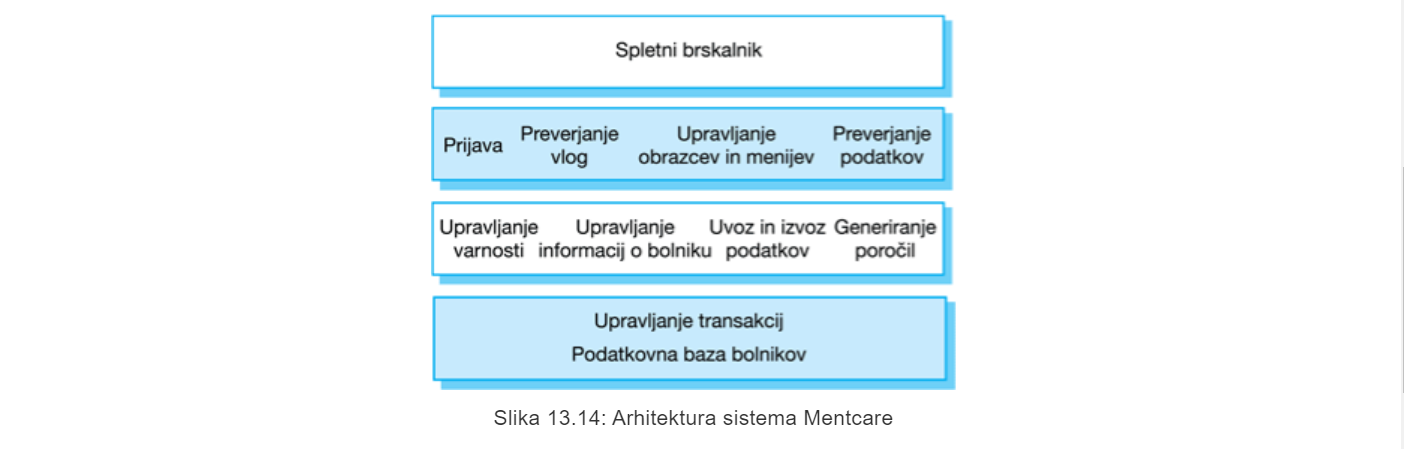 Spletni brskalnik
Prijava
Preverjanje
vlog
Upravljanje
obrazcev in menijev
Preverjanje
podatkov
Upravljanje
varnosti
Upravljanje
informacij o bolniku
Uvoz in izvoz
podatkov
Generiranje
poročil
Upravljanje transakcij
Podatkovna baza bolnikov
Slika 13.14: Arhitektura sistema Mentcare